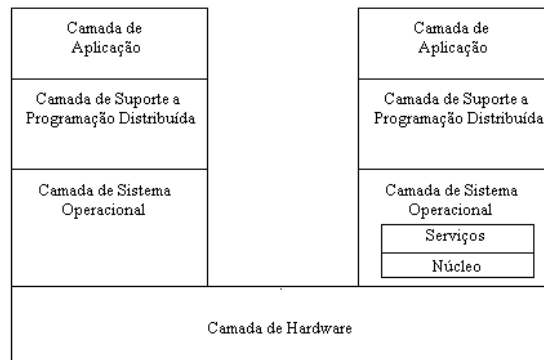 Camada de
Aplicação
Camada de Suporte a
Programação Distribuída
Camada de Sistema
Operacional
Camada de
Aplicação
Camada de Suporte a
Programação Distribuída
Camada de Sistema
Operacional
Serviços
Núcleo
Camada de Hardware